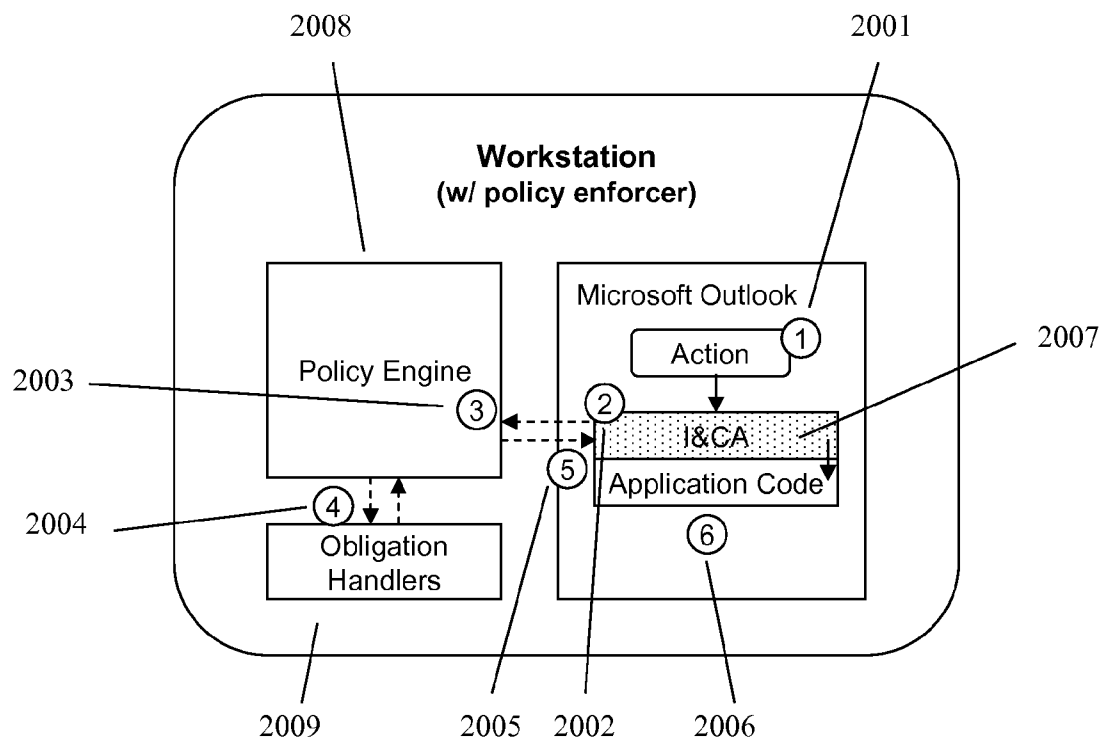 2008
2001
Workstation
(w/ policy enforcer)
Microsoft Outlook
1
Action
2007
Policy Engine
2003
3
2
I&CA
5
Application Code
4
2004
6
Obligation
Handlers
2009
2005
2002
2006